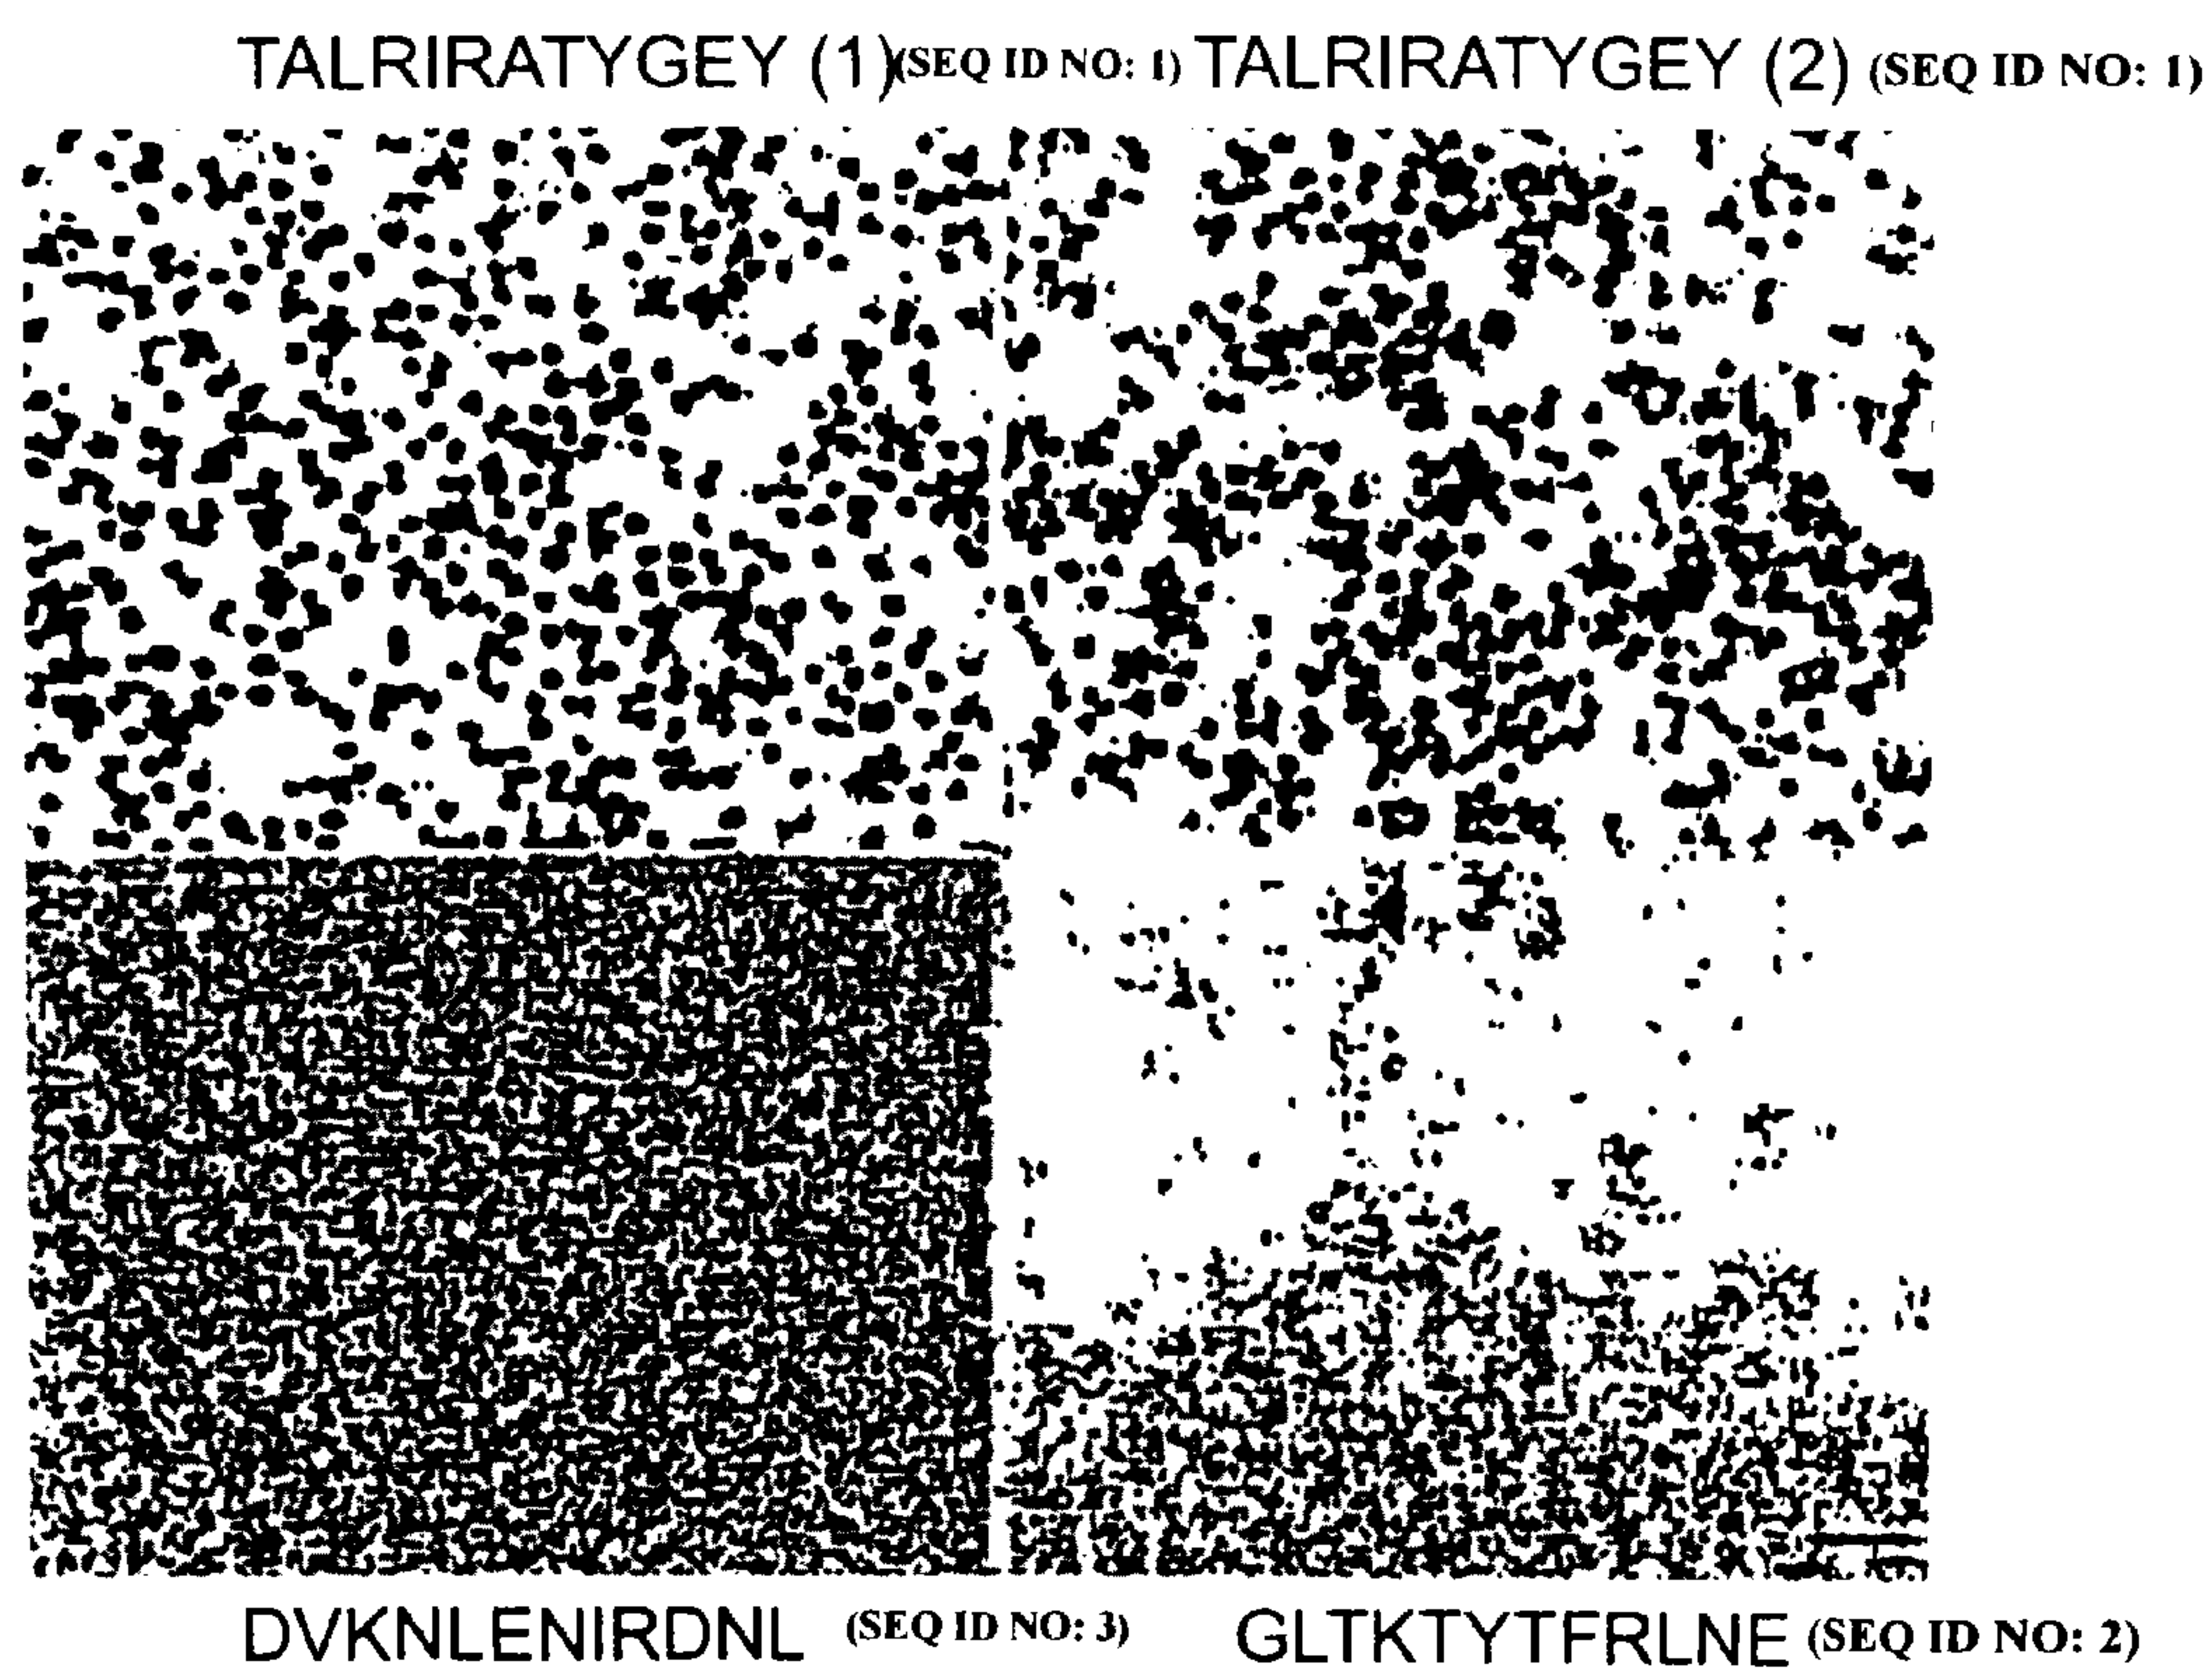 TALRIRATYGEY (1)(SEQ ID NO: 1) TALRIRATYGEY (2) (SEQ ID NO: 1)
DVKNLENIRDNL (SEQ ID NO: 3) GLTKTYTFRLNE (SEQ ID NO: 2)